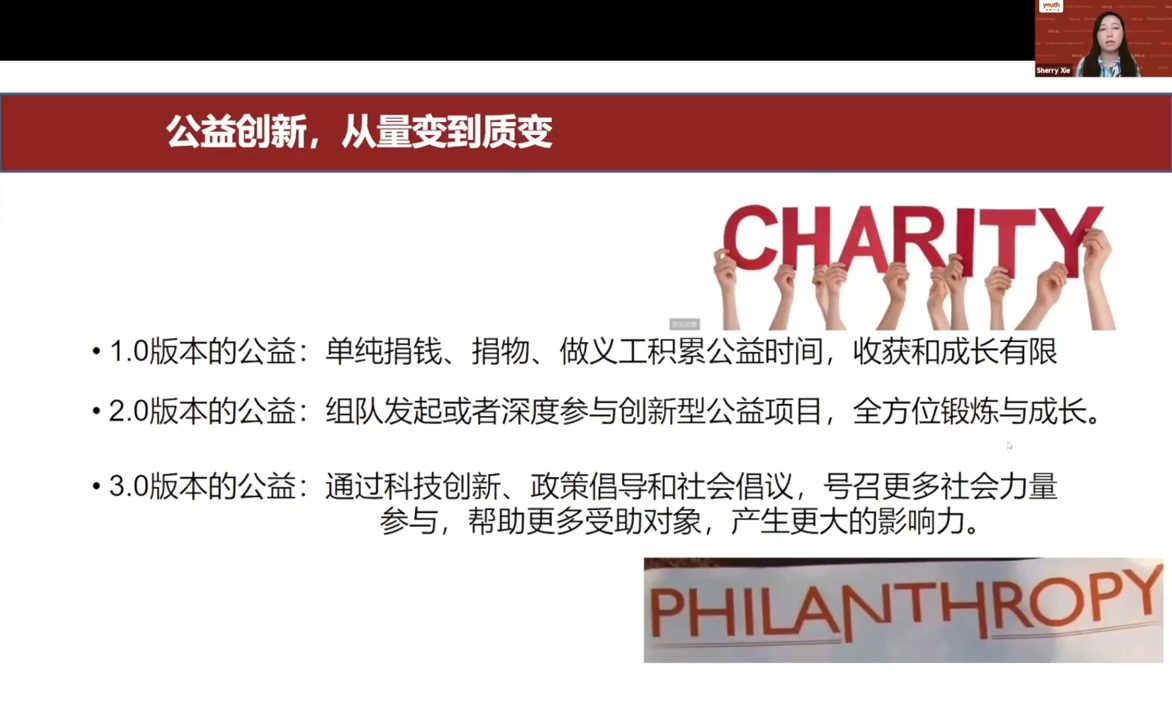 youth
Sherry Xie
公益创新，从量变到质变
CHARITY
• 1.0版本的公益：单纯捐钱、捐物、做义工积累公益时间，收获和成长有限
• 2.0版本的公益：组队发起或者深度参与创新型公益项目，全方位锻炼与成长。
• 3.0版本的公益：通过科技创新、政策倡导和社会倡议，号召更多社会力量
参与，帮助更多受助对象，产生更大的影响力。
PHILANTHROPY